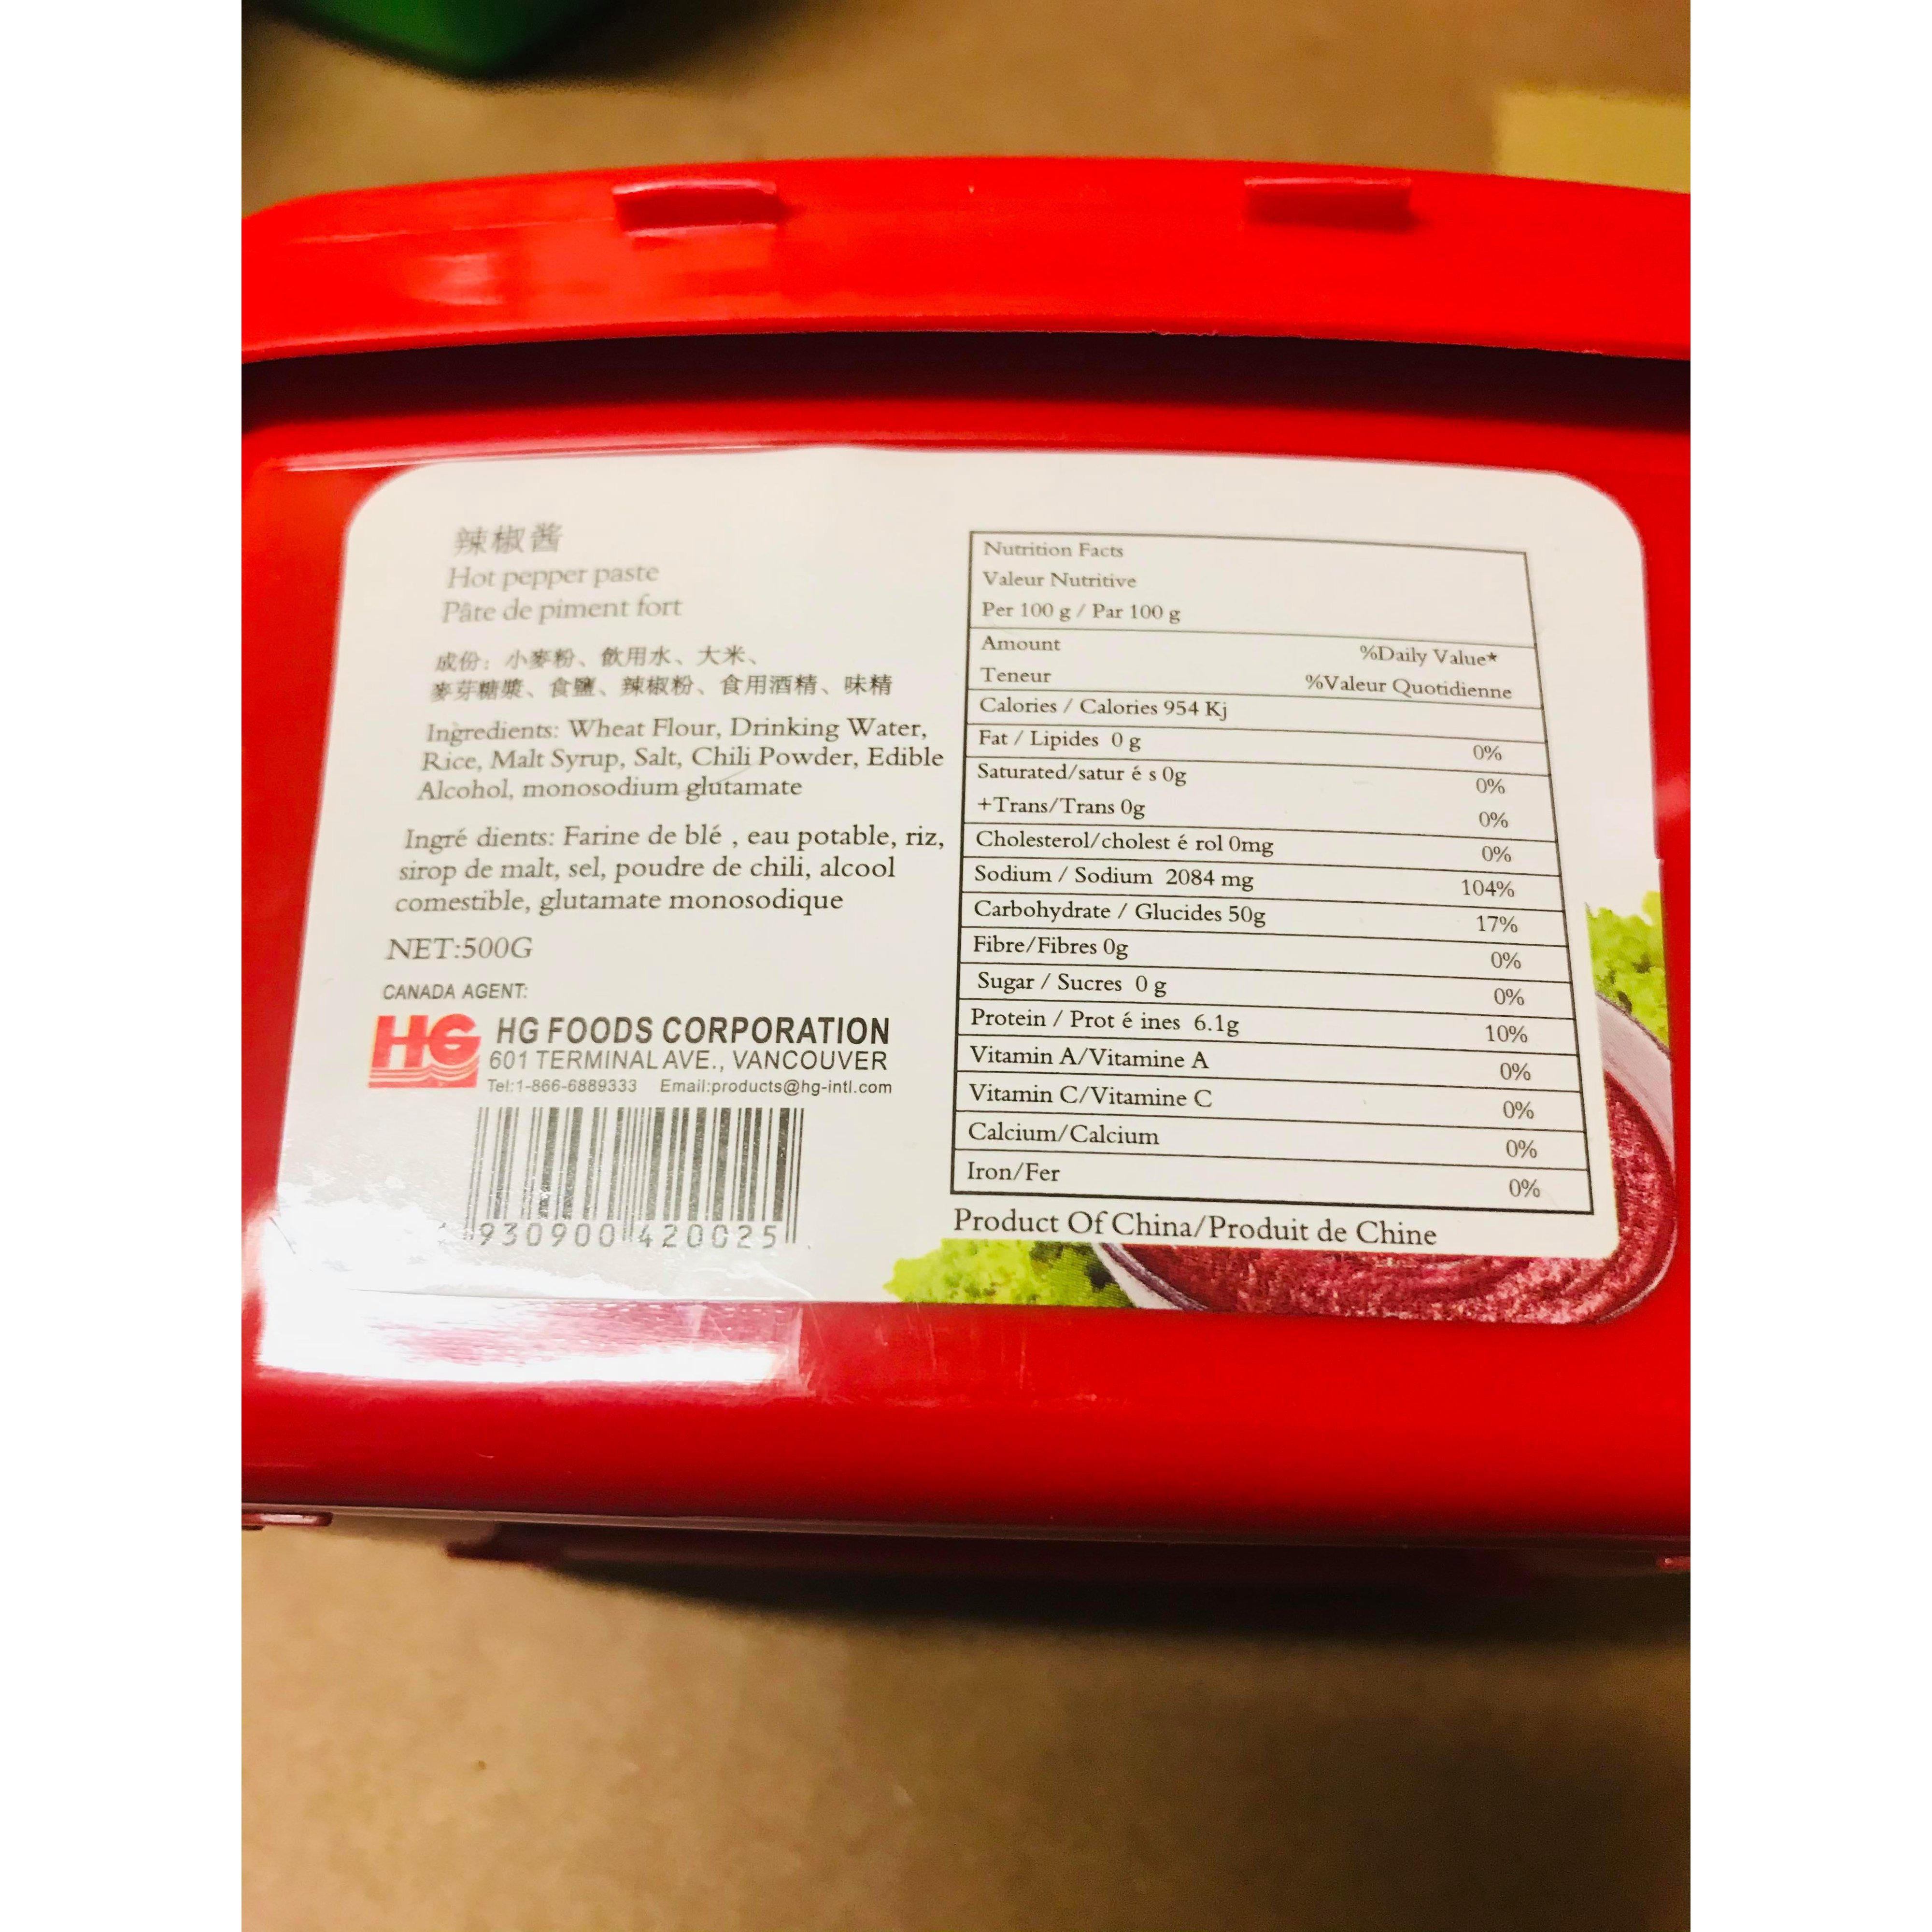 辣椒酱
Hot pepper paste
Pâte de piment fort
成份：小麥粉、飲用水、大米、
麥芽糖漿、食鹽、辣椒粉、食用酒精、味精
Ingredients: Wheat Flour, Drinking Water,
Rice, Malt Syrup, Salt, Chili Powder, Edible
Alcohol, monosodium glutamate
Ingré dients: Farine de blé , eau potable, riz,
sirop de malt, sel, poudre de chili, alcool
comestible, glutamate monosodique
NET:500G
CANADA AGENT:
HG HG FOODS CORPORATION
601 TERMINAL AVE., VANCOUVER
Tel:1-866-6889333 Email:products@hg-intl.com
930900 420025
Nutrition Facts
Valeur Nutritive
Per 100 g / Par 100 g
Amount %Daily Value*
Teneur %Valeur Quotidienne
Calories / Calories 954 Kj
Fat / Lipides 0 g 0%
Saturated/satur é s 0g 0%
+Trans/Trans 0g 0%
Cholesterol/cholest é rol 0mg 0%
Sodium / Sodium 2084 mg 104%
Carbohydrate / Glucides 50g 17%
Fibre/Fibres 0g 0%
Sugar / Sucres 0 g 0%
Protein / Prot é ines 6.1g 10%
Vitamin A/Vitamine A 0%
Vitamin C/Vitamine C 0%
Calcium/Calcium 0%
Iron/Fer 0%
Product Of China/Produit de Chine